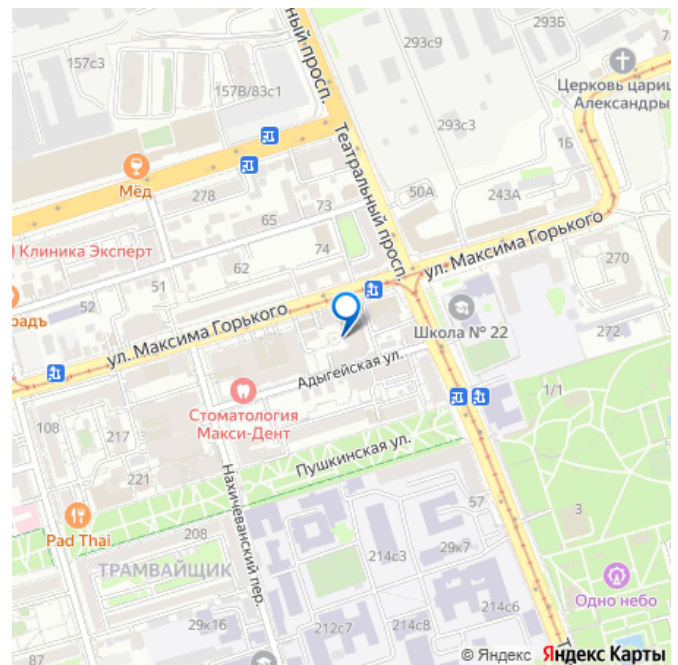 157с3
157В/83с1
ный просп.
293с9
293Б
Церковь цариц
Александры
293с3
1Б
Театральный просп.
Мёд
278
65
73
50А
243А
ул. Максима Горького
Клиника Эксперт
62
74
270
51
52
радъ
ул. Максима Горького
Школа № 22
272
Адыгейская ул.
1/1
Стоматология
Макси-Дент
108
217
221
Пушкинская ул.
Нахичеванский пер.
57
3
Pad Thai
208
214с3
29к7
ТРАМВАЙЩИК
Одно небо
29к16
212с7
214с8
214с6
87
© Яндекс Яндекс Карты